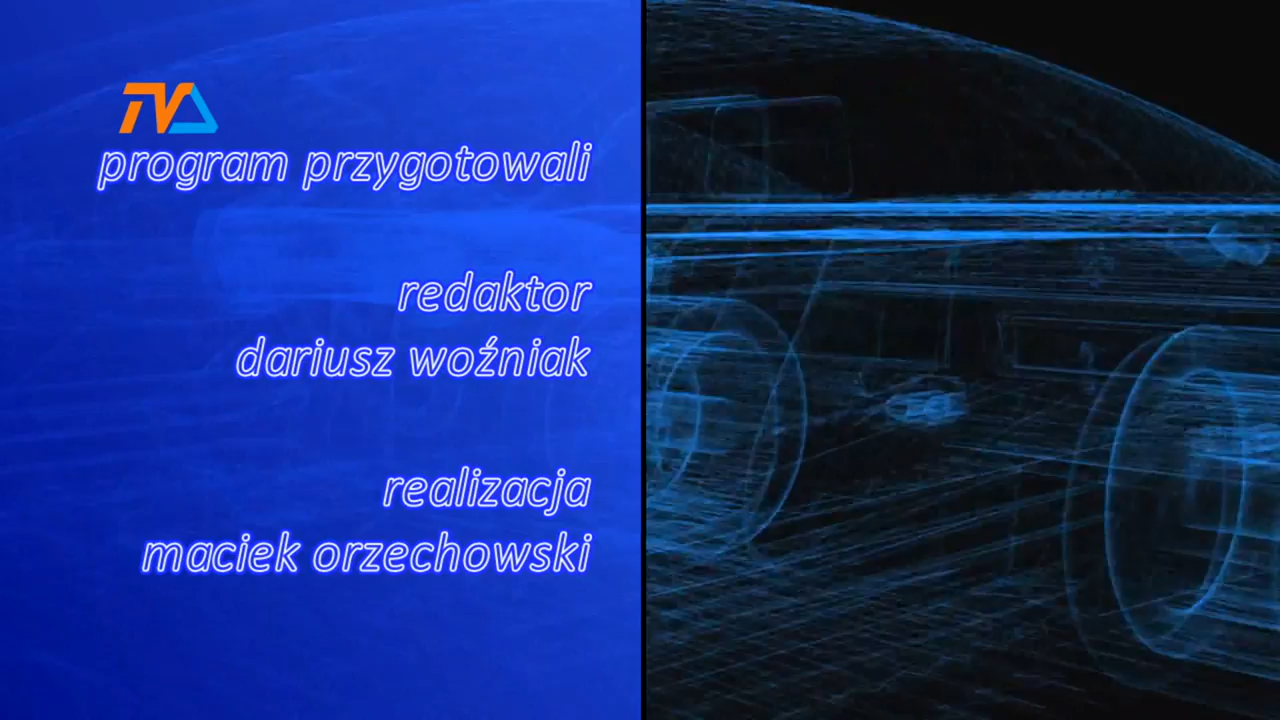 TVA
program przygotowali
redaktor
dariusz woźniak
realizacja
maciek orzechowski